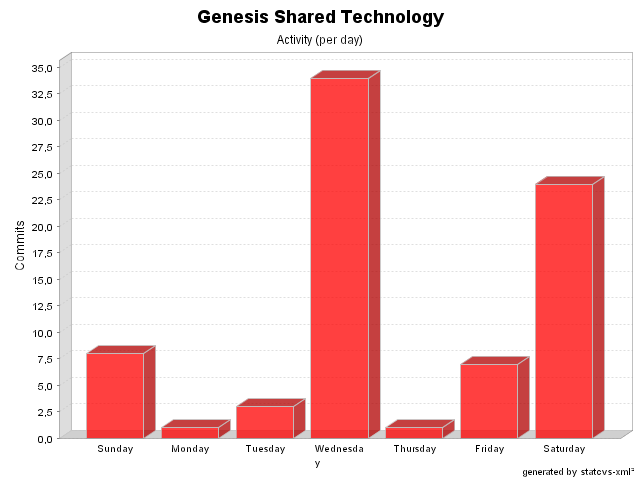 Genesis Shared Technology
Activity (per day)
35,0
32,5
30,0
27,5
25,0
22,5
20,0
17,5
15,0
12,5
10,0
7,5
5,0
2,5
0,0
Commits
Sunday Monday Tuesday Wednesda Thursday Friday Saturday
y
generated by statcvs-xml²